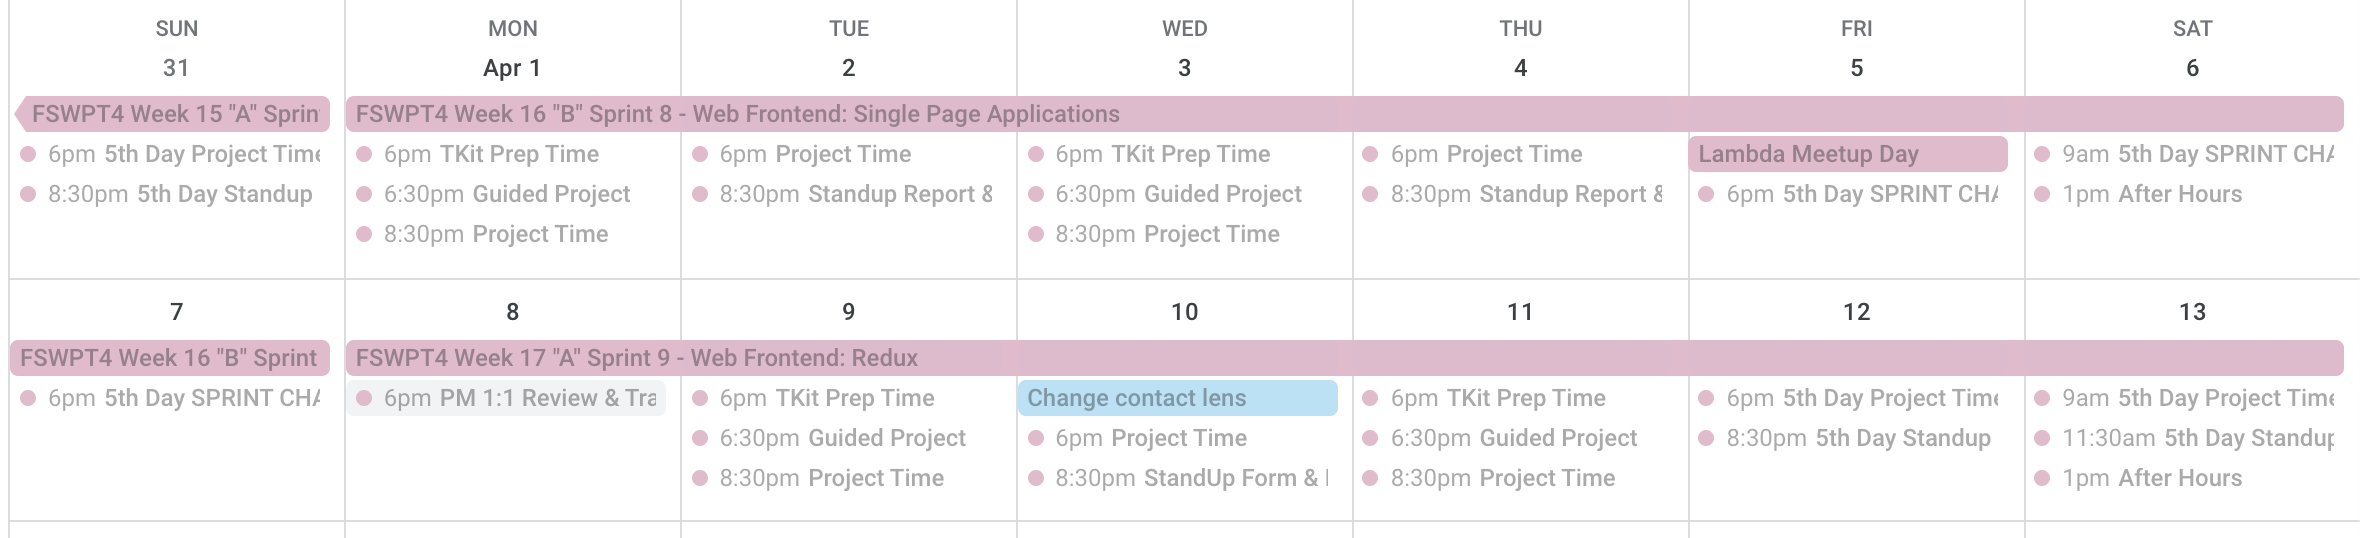 SUN MON TUE WED THU FRI SAT
31 Apr 1 2 3 4 5 6
FSWPT4 Week 15 "A" Sprin FSWPT4 Week 16 "B" Sprint 8 - Web Frontend: Single Page Applications
6pm 5th Day Project Time 6pm TKit Prep Time 6pm Project Time 6pm TKit Prep Time 6pm Project Time Lambda Meetup Day 9am 5th Day SPRINT CHA
8:30pm 5th Day Standup 6:30pm Guided Project 8:30pm Standup Report & 6:30pm Guided Project 8:30pm Standup Report & 6pm 5th Day SPRINT CHA 1pm After Hours
8:30pm Project Time 8:30pm Project Time
7 8 9 10 11 12 13
FSWPT4 Week 16 "B" Sprint FSWPT4 Week 17 "A" Sprint 9 - Web Frontend: Redux
6pm 5th Day SPRINT CHA 6pm PM 1:1 Review & Tra 6pm TKit Prep Time Change contact lens 6pm TKit Prep Time 6pm 5th Day Project Time 9am 5th Day Project Time
6:30pm Guided Project 6pm Project Time 6:30pm Guided Project 8:30pm 5th Day Standup 11:30am 5th Day Standup
8:30pm Project Time 8:30pm StandUp Form & 8:30pm Project Time 1pm After Hours